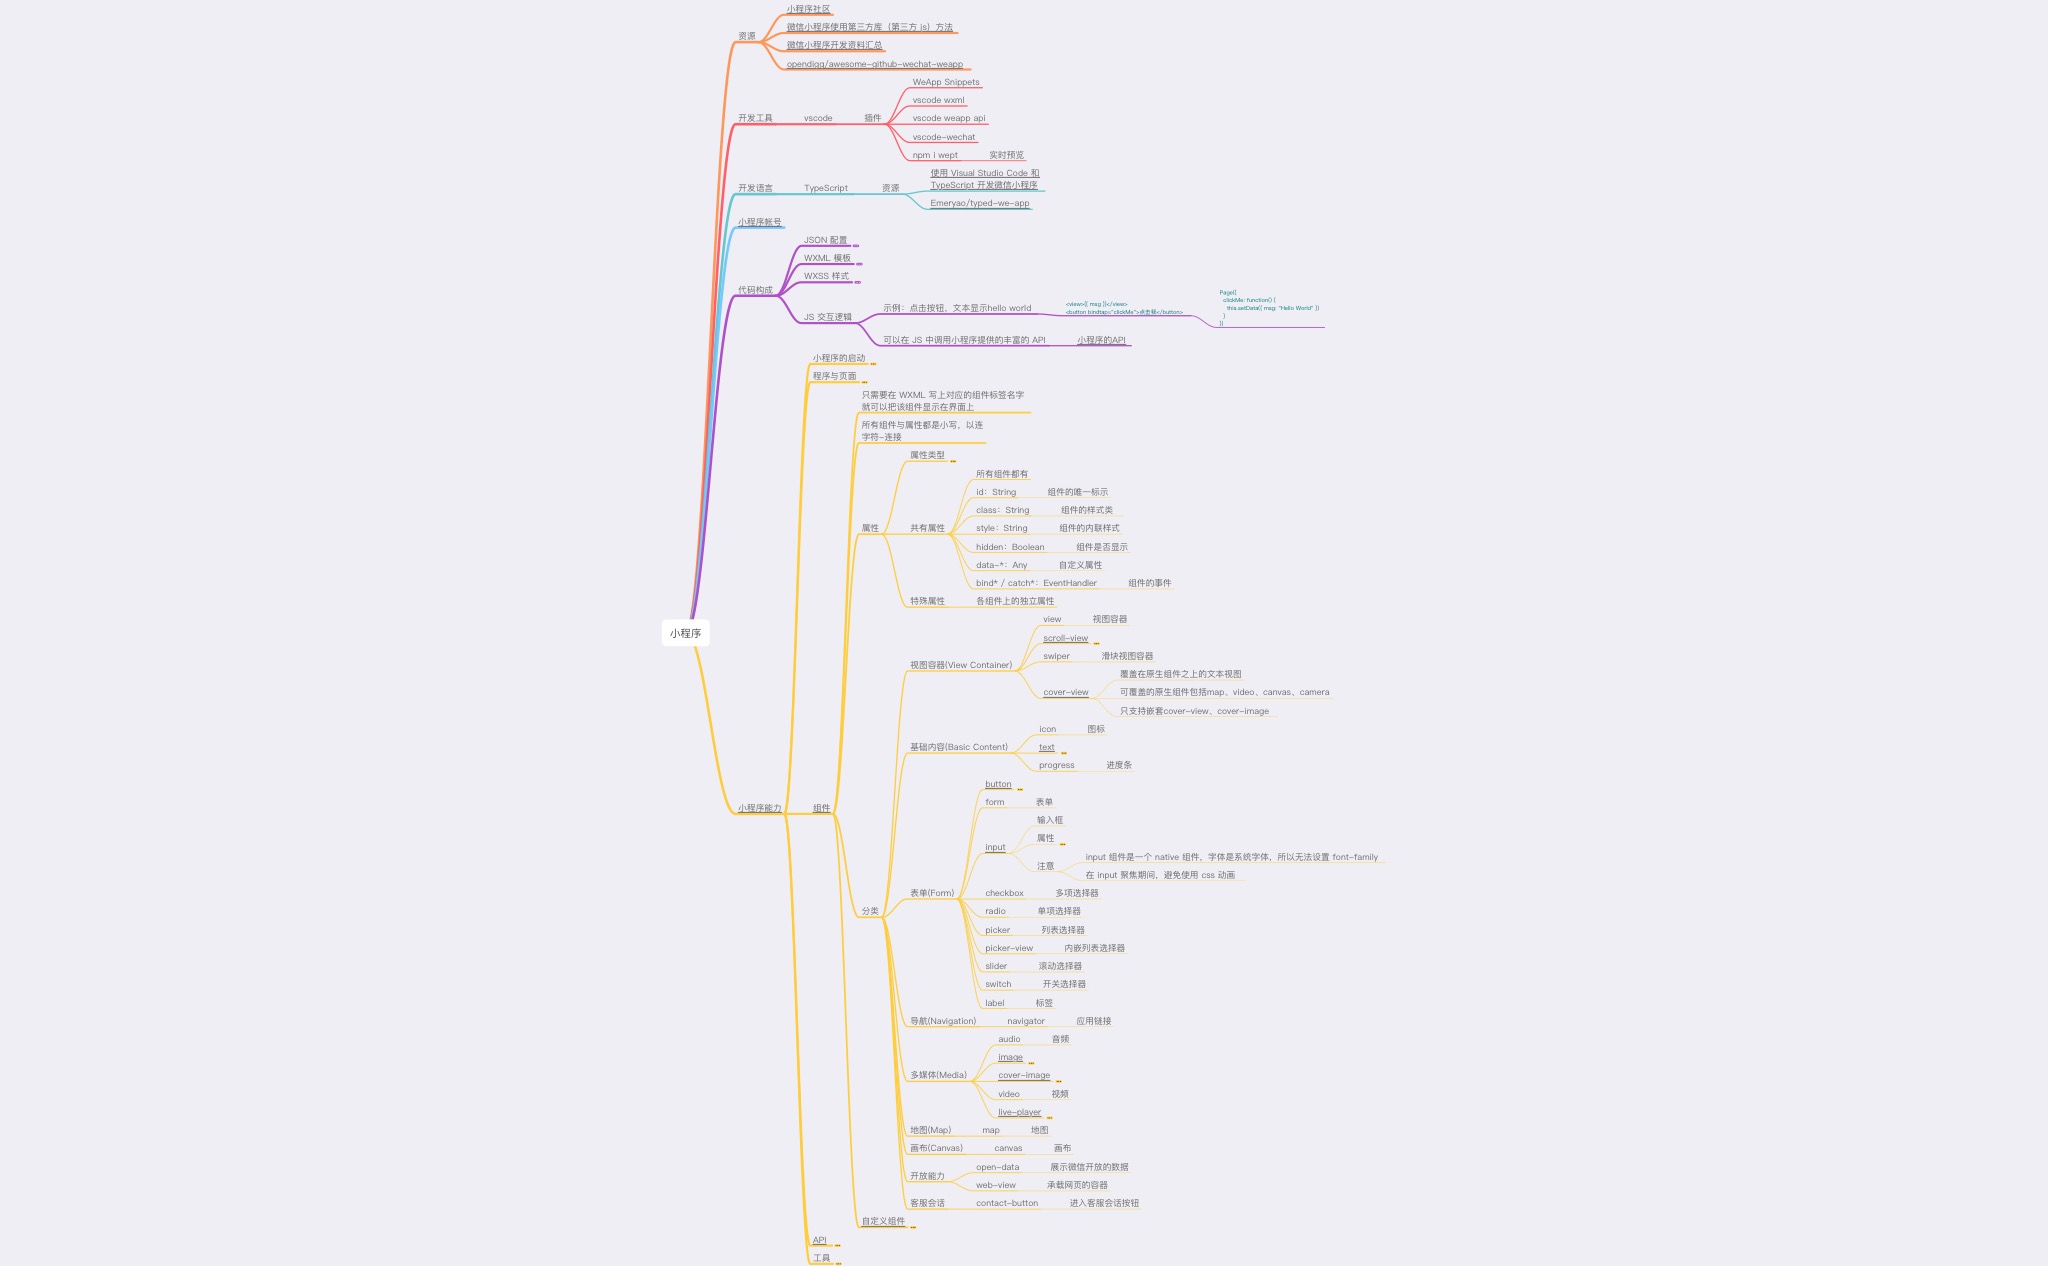 小程序社区
微信小程序使用第三方库（第三方 js）方法
资源
微信小程序开发资料汇总
opendigg/awesome-github-wechat-weapp
WeApp Snippets
vscode wxml
开发工具 vscode 插件 vscode weapp api
vscode-wechat
npm i wept 实时预览
使用 Visual Studio Code 和
TypeScript 开发微信小程序
开发语言 TypeScript 资源
Emeryao/typed-we-app
小程序帐号
JSON 配置
WXML 模板
WXSS 样式
代码构成
示例：点击按钮，文本显示hello world
<view>{{ msg }}</view>
<button bindtap="clickMe">点击我</button>
Page({
clickMe: function() {
this.setData({ msg: "Hello World" })
}
})
JS 交互逻辑
可以在 JS 中调用小程序提供的丰富的 API 小程序的API
小程序的启动
程序与页面
只需要在 WXML 写上对应的组件标签名字
就可以把该组件显示在界面上
所有组件与属性都是小写，以连
字符-连接
属性类型
所有组件都有
id：String 组件的唯一标示
class：String 组件的样式类
属性 共有属性 style：String 组件的内联样式
hidden：Boolean 组件是否显示
data-*：Any 自定义属性
bind* / catch*：EventHandler 组件的事件
特殊属性 各组件上的独立属性
view 视图容器
小程序
scroll-view
swiper 滑块视图容器
视图容器(View Container)
覆盖在原生组件之上的文本视图
cover-view 可覆盖的原生组件包括map、video、canvas、camera
只支持嵌套cover-view、cover-image
icon 图标
基础内容(Basic Content) text
progress 进度条
button
form 表单
小程序能力 组件
输入框
属性
input
input 组件是一个 native 组件，字体是系统字体，所以无法设置 font-family
注意
在 input 聚焦期间，避免使用 css 动画
表单(Form) checkbox 多项选择器
分类 radio 单项选择器
picker 列表选择器
picker-view 内嵌列表选择器
slider 滚动选择器
switch 开关选择器
label 标签
导航(Navigation) navigator 应用链接
audio 音频
image
多媒体(Media) cover-image
video 视频
live-player
地图(Map) map 地图
画布(Canvas) canvas 画布
open-data 展示微信开放的数据
开放能力
web-view 承载网页的容器
客服会话 contact-button 进入客服会话按钮
自定义组件
API
工具